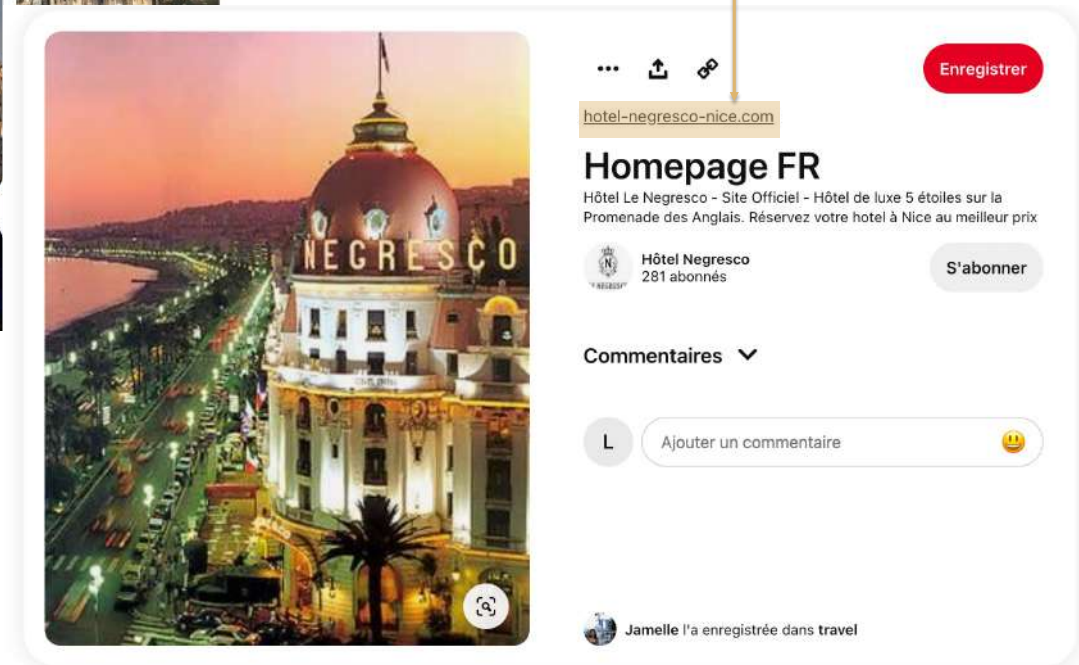 Enregistrer
hotel-negresco-nice.com
Homepage FR
Hôtel Le Negresco - Site Officiel - Hôtel de luxe 5 étoiles sur la
Promenade des Anglais. Réservez votre hotel à Nice au meilleur prix
Hôtel Negresco
281 abonnés
S'abonner
Commentaires
L
Ajouter un commentaire
Jamelle l'a enregistrée dans travel
NEGRESCO
N